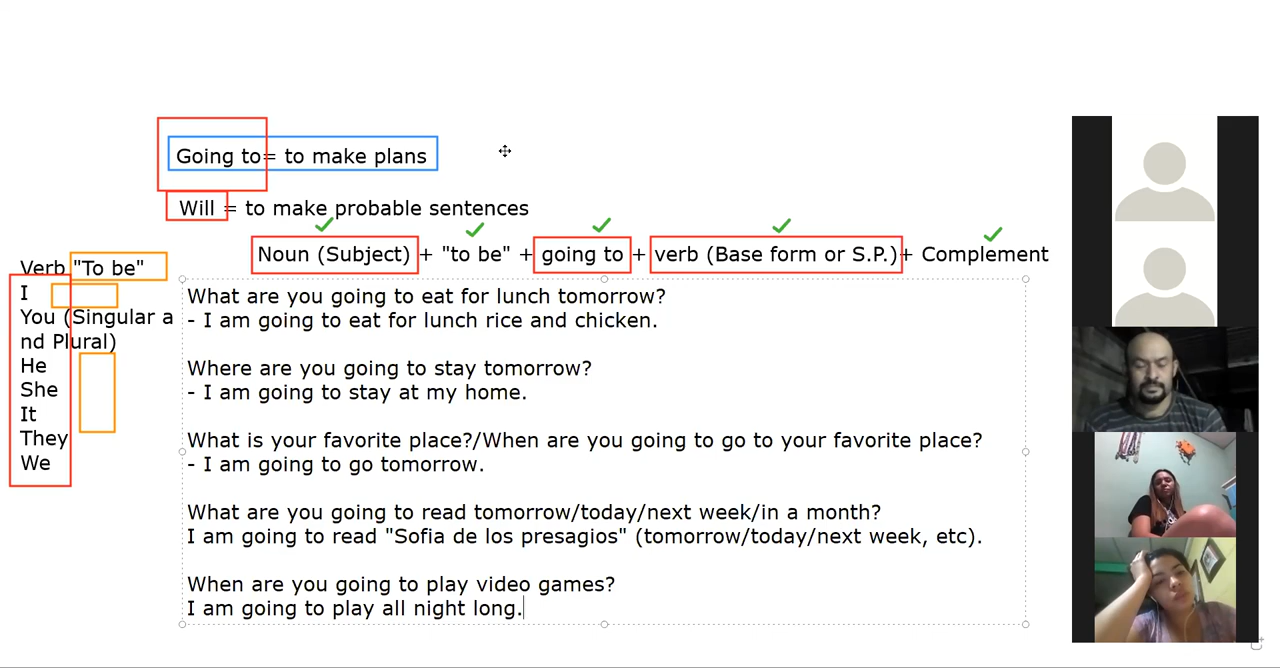 Going to= to make plans
Will = to make probable sentences
Noun (Subject) + "to be" + going to + verb (Base form or S.P.)+ Complement
Verb "To be"
I
You (Singular a
nd Plural)
He
She
It
They
We
What are you going to eat for lunch tomorrow?
- I am going to eat for lunch rice and chicken.
Where are you going to stay tomorrow?
- I am going to stay at my home.
What is your favorite place?/When are you going to go to your favorite place?
- I am going to go tomorrow.
What are you going to read tomorrow/today/next week/in a month?
I am going to read "Sofia de los presagios" (tomorrow/today/next week, etc).
When are you going to play video games?
I am going to play all night long.